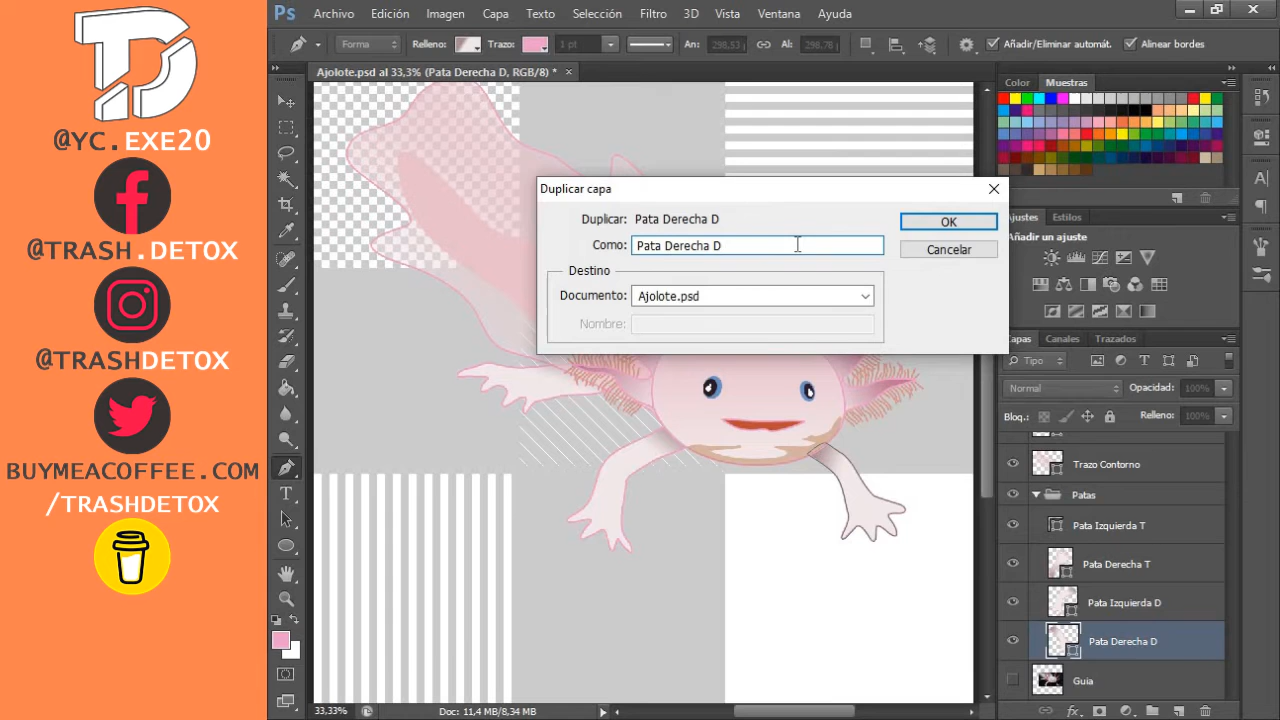 @YC.EXE20
@TRASH.DETOX
@TRASHDETOX
BUYMEACOFFEE.COM
/TRASHDETOX
Ps
Archivo Edición Imagen Capa Texto Selección Filtro 3D Vista Ventana Ayuda
Forma Relleno: Trazo: 1 pt An: 298,53 Al: 298,78 Añadir/Eliminar automát. Alinear bordes
Ajolote.psd al 33,3% (Pata Derecha D, RGB/8) * ×
Duplicar capa
Duplicar: Pata Derecha D
Como: Pata Derecha D
OK
Cancelar
Destino
Documento: Ajolote.psd
Nombre:
Color Muestras
Ajustes Estilos
Añadir un ajuste
Capas Canales Trazados
Tipo
Normal Opacidad: 100%
Bloq.: Relleno: 100%
Trazo Contorno
Patas
Pata Izquierda T
Pata Derecha T
Pata Izquierda D
Pata Derecha D
Guia
33,33% Doc: 11,4 MB/8,34 MB